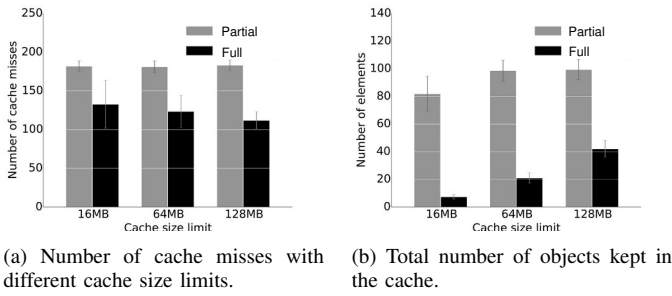 250
200
150
100
50
0
Number of cache misses
Partial
Full
16MB 64MB 128MB
Cache size limit
140
120
100
80
60
40
20
0
Number of elements
Partial
Full
16MB 64MB 128MB
Cache size limit
(a) Number of cache misses with
different cache size limits.
(b) Total number of objects kept in
the cache.